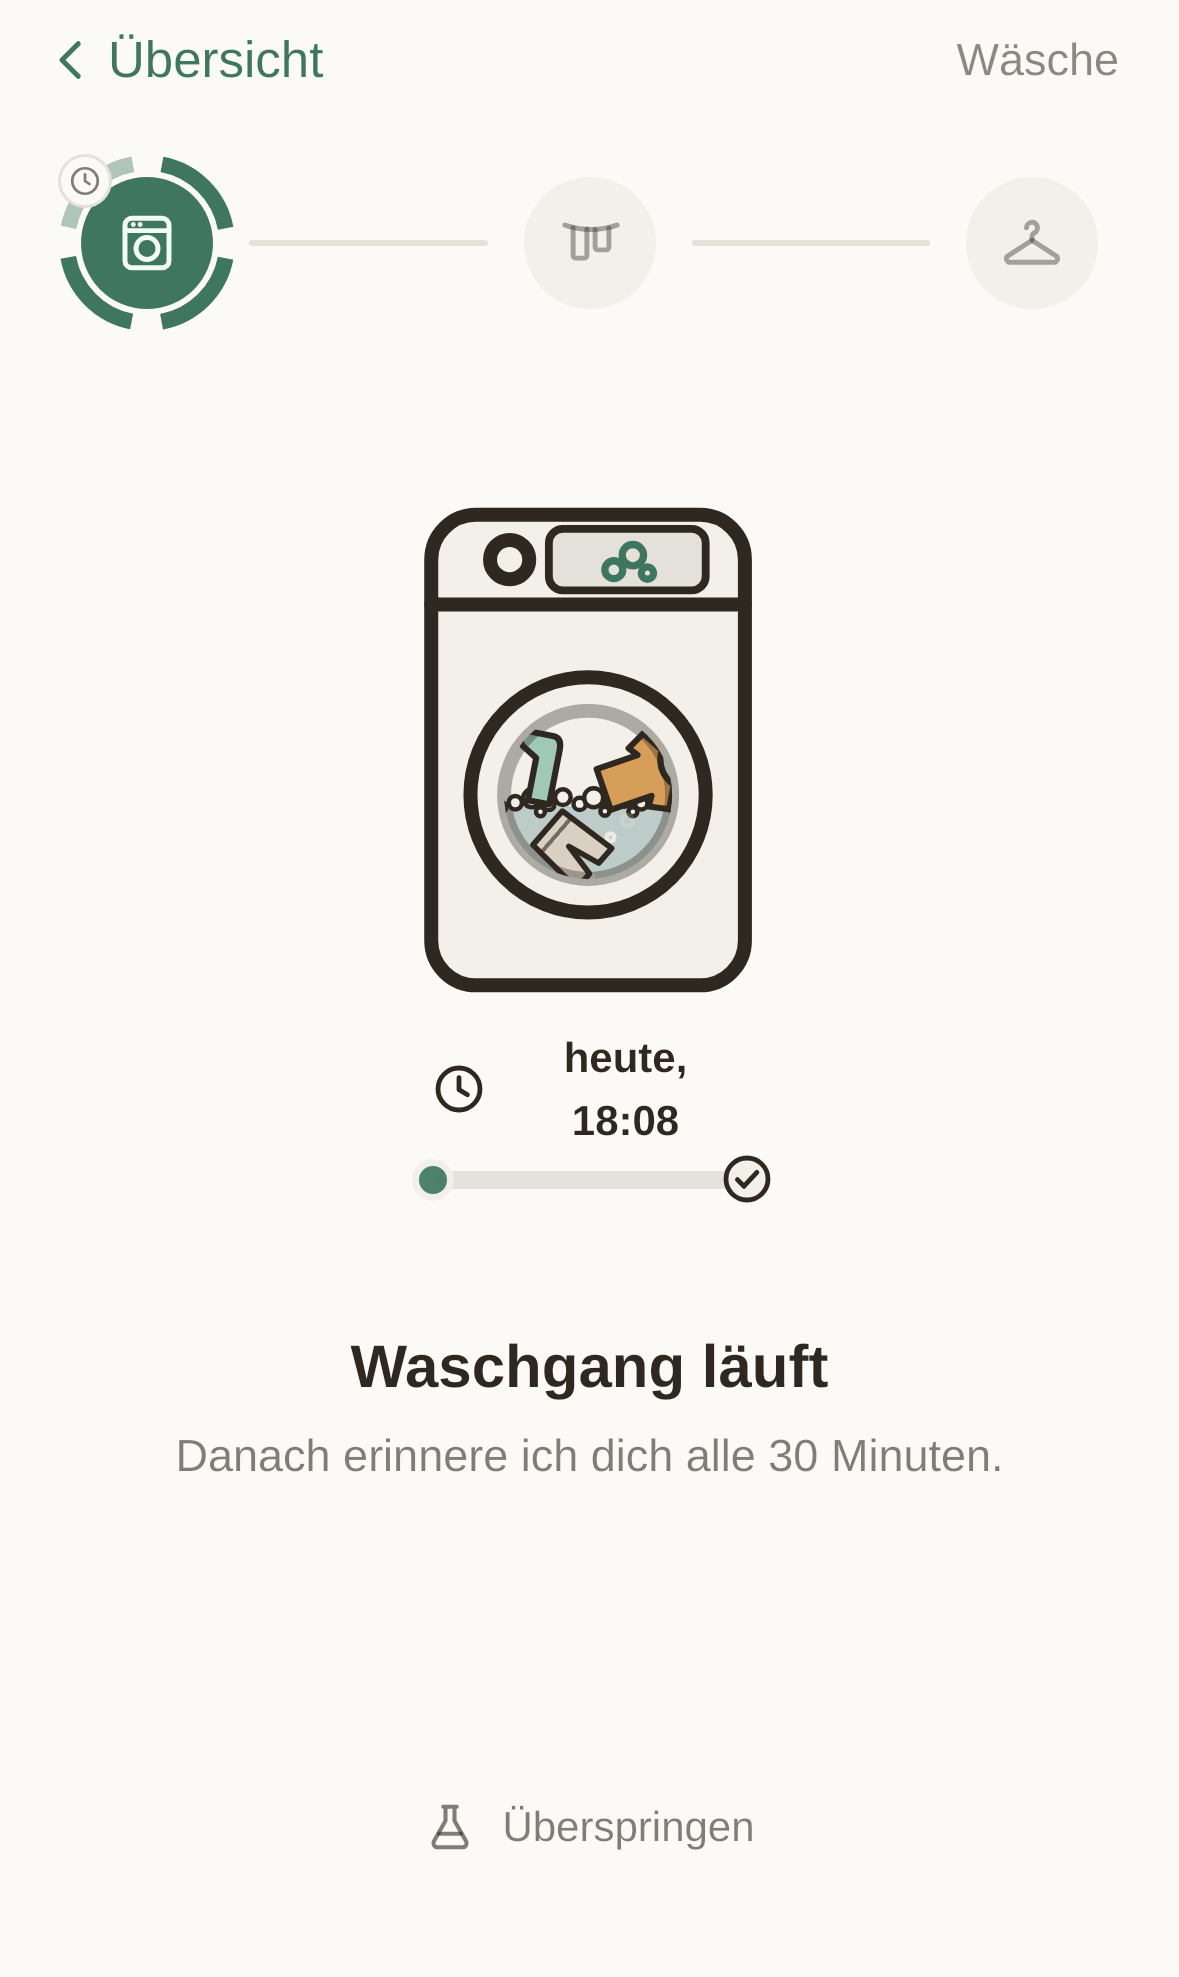 Übersicht
Wäsche
heute,
18:08
Waschgang läuft
Danach erinnere ich dich alle 30 Minuten.
Überspringen